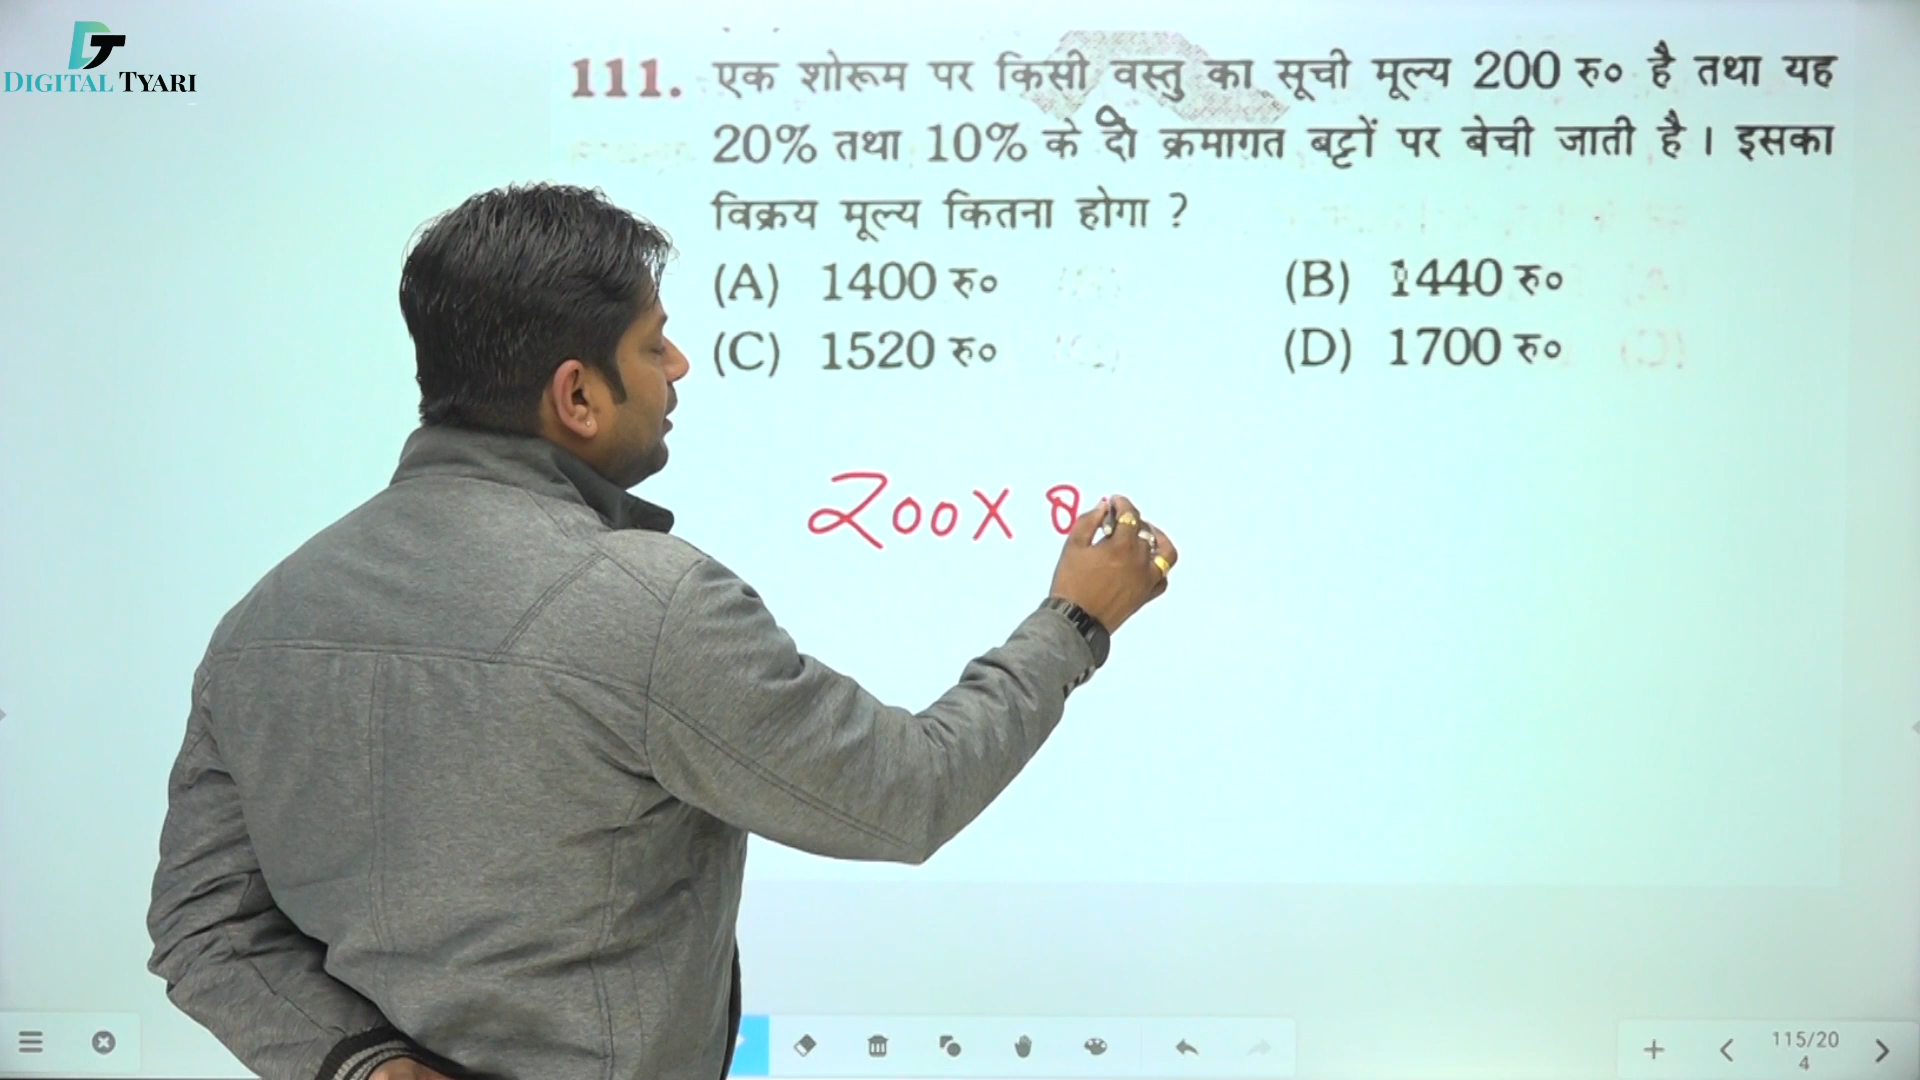 DT
DIGITAL TYARI
111. एक शोरूम पर किसी वस्तु का सूची मूल्य 200 रु० है तथा यह
20% तथा 10% के दो क्रमागत बट्टों पर बेची जाती है। इसका
विक्रय मूल्य कितना होगा ?
(A) 1400 रु० (B) 1440 रु०
(C) 1520 रु० (D) 1700 रु०
200 X 8
115/20
4